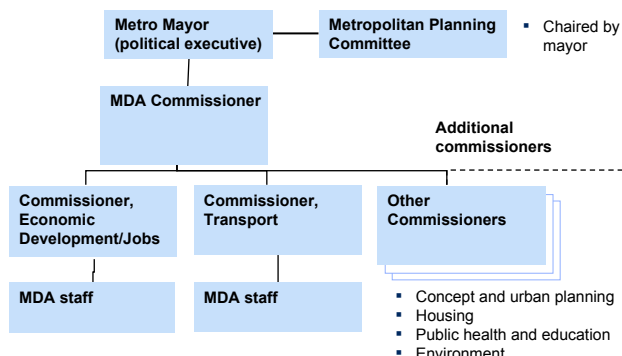 Metro Mayor
(political executive)
Metropolitan Planning
Committee
▪ Chaired by
mayor
MDA Commissioner
Additional
commissioners
Commissioner,
Economic
Development/Jobs
Commissioner,
Transport
Other
Commissioners
MDA staff
MDA staff
▪ Concept and urban planning
▪ Housing
▪ Public health and education
▪ Environment